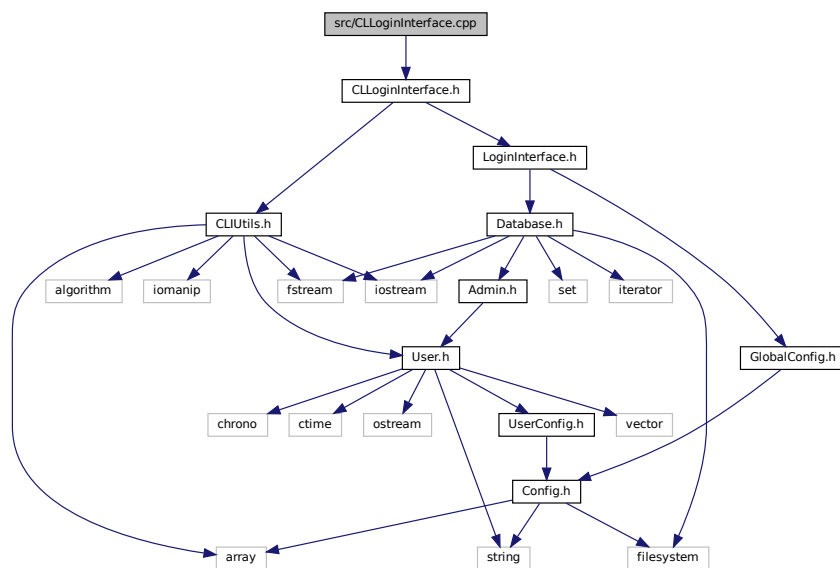 src/CLLoginInterface.cpp
CLLoginInterface.h
LoginInterface.h
CLIUtils.h
Database.h
algorithm
iomanip
fstream
iostream
Admin.h
set
iterator
User.h
GlobalConfig.h
chrono
ctime
ostream
UserConfig.h
vector
Config.h
array
string
filesystem